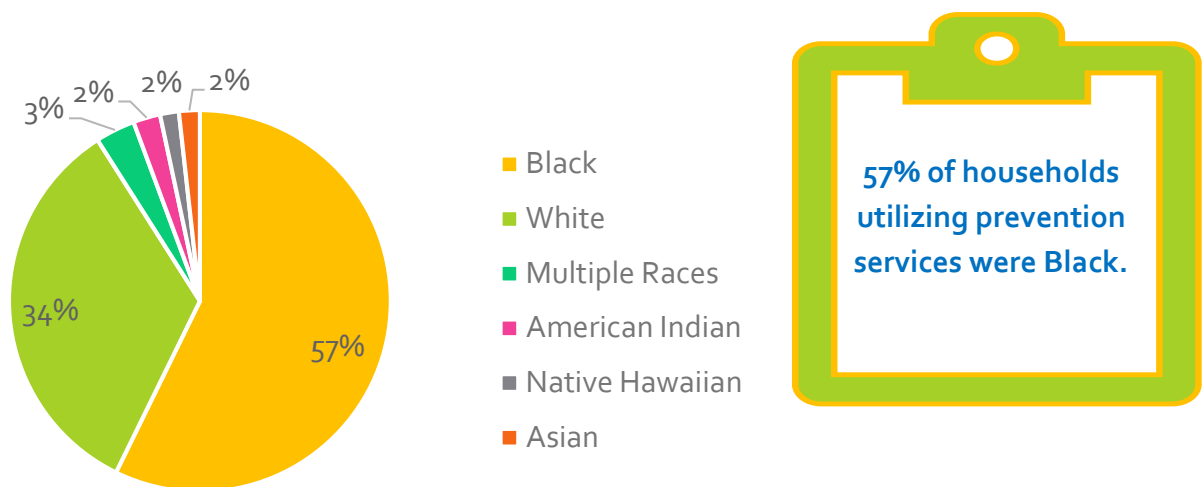 2%
2%
2%
3%
34%
57%
Black
White
Multiple Races
American Indian
Native Hawaiian
Asian
57% of households
utilizing prevention
services were Black.